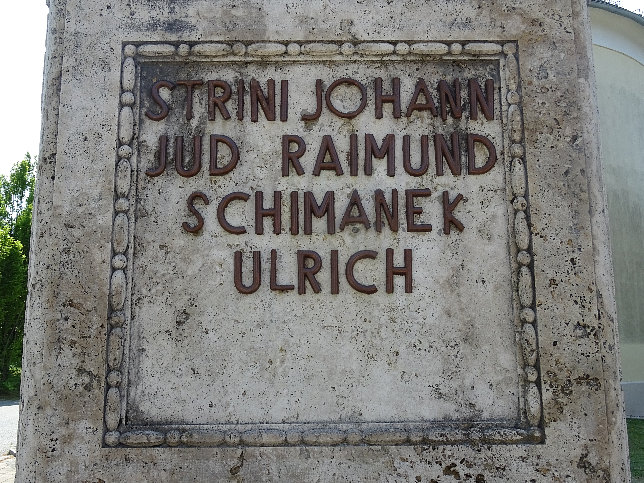 STRINI JOHANN
JUD RAIMUND
SCHIMANEK
ULRICH